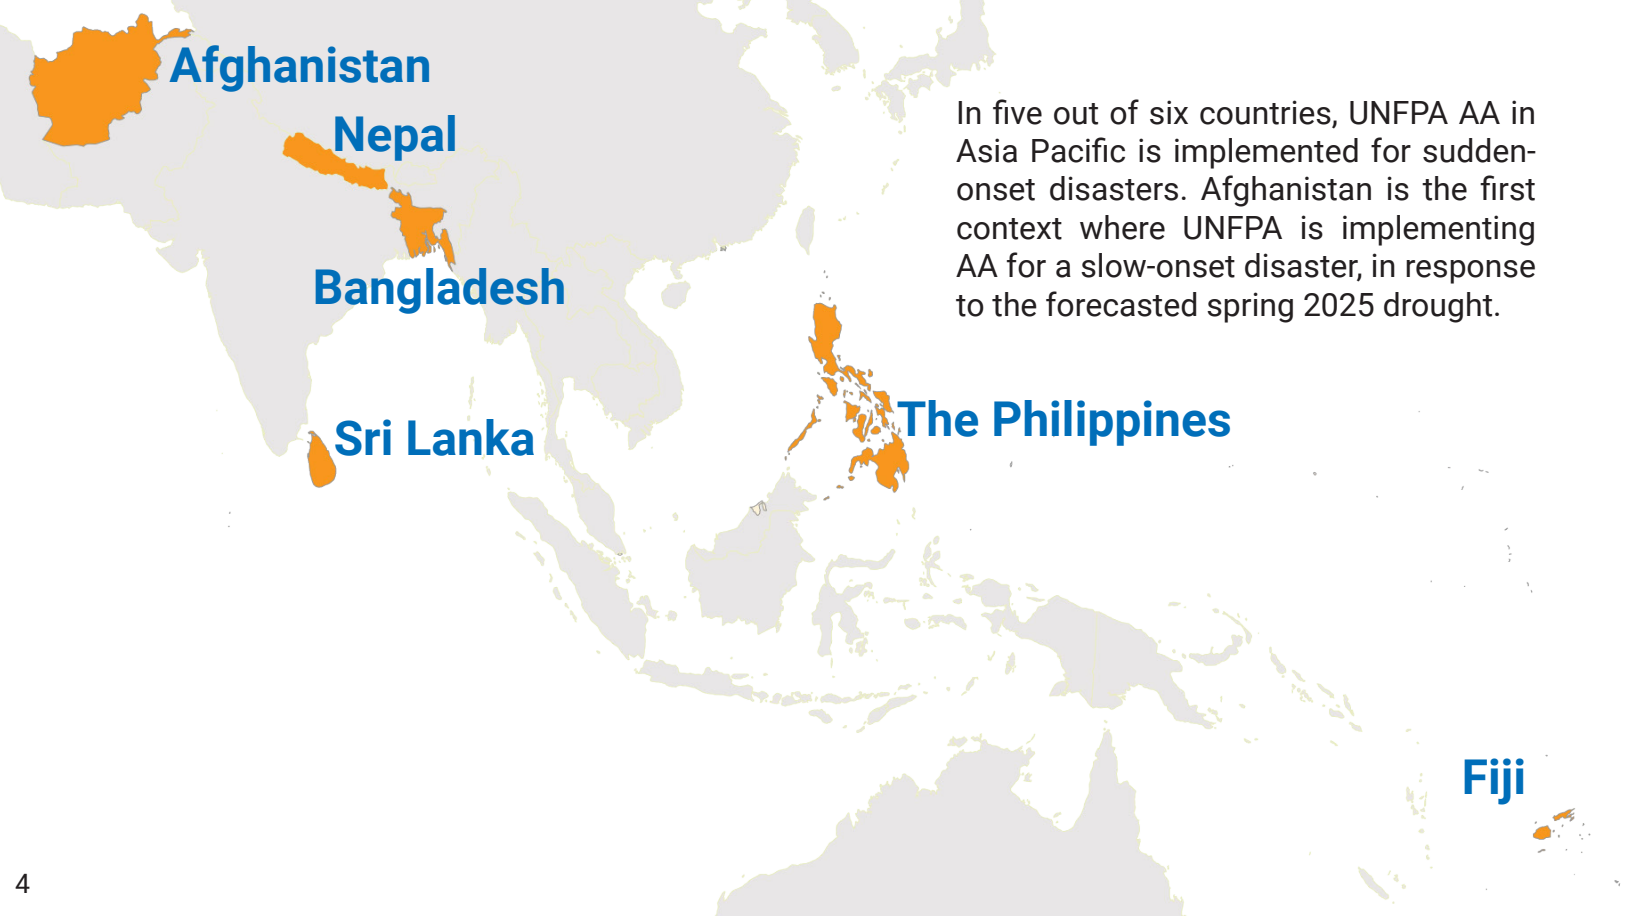 Afghanistan
Nepal
Bangladesh
Sri Lanka
In five out of six countries, UNFPA AA in
Asia Pacific is implemented for sudden-
onset disasters. Afghanistan is the first
context where UNFPA is implementing
AA for a slow-onset disaster, in response
to the forecasted spring 2025 drought.
The Philippines
Fiji
4